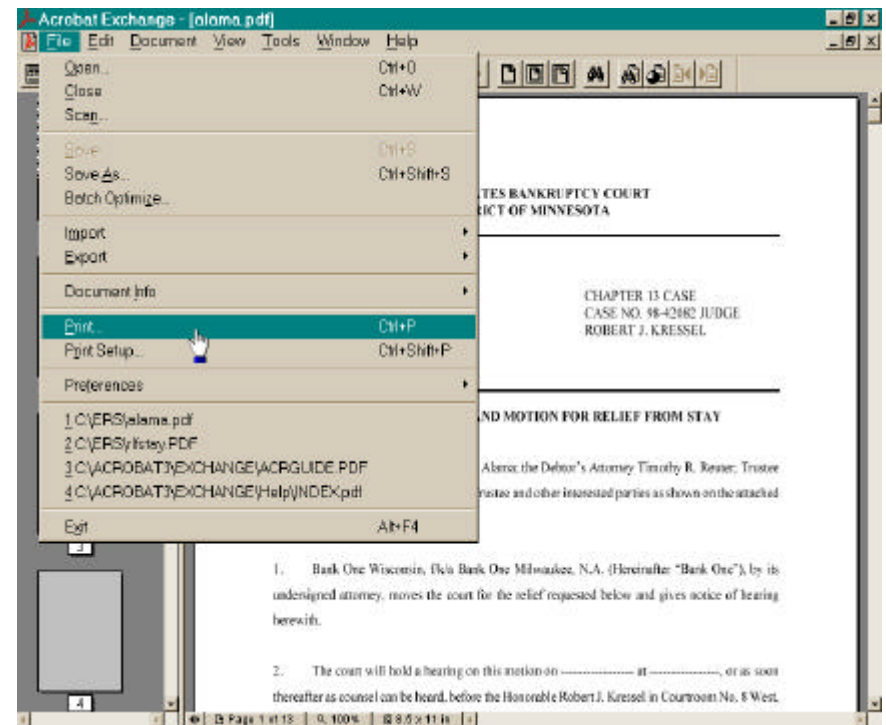 Acrobat Exchange - [alama.pdf]
File Edit Document View Tools Window Help
Open... Ctrl+O
Close Ctrl+W
Scan...
Save Ctrl+S
Save As... Ctrl+Shift+S
Batch Optimize...
Import
Export
Document Info
Print... Ctrl+P
Print Setup... Ctrl+Shift+P
Preferences
1 C:\ERS\alama.pdf
2 C:\ERS\rlfstay.PDF
3 C:\ACROBAT3\EXCHANGE\ACRGUIDE.PDF
4 C:\ACROBAT3\EXCHANGE\Help\INDEX.pdf
Exit Alt+F4
TES BANKRUPTCY COURT
RICT OF MINNESOTA
CHAPTER 13 CASE
CASE NO. 98-42082 JUDGE
ROBERT J. KRESSEL
ND MOTION FOR RELIEF FROM STAY
Alama; the Debtor's Attorney Timothy R. Reuter; Trustee
rustee and other interested parties as shown on the attached
1. Bank One Wisconsin, f/k/a Bank One Milwaukee, N.A. (Hereinafter "Bank One"), by its
undersigned attorney, moves the court for the relief requested below and gives notice of hearing
herewith.
2. The court will hold a hearing on this motion on ---------------- at ----------------, or as soon
thereafter as counsel can be heard, before the Honorable Robert J. Kressel in Courtroom No. 8 West,
3
4
Page 1 of 13 100% 8.5 x 11 in